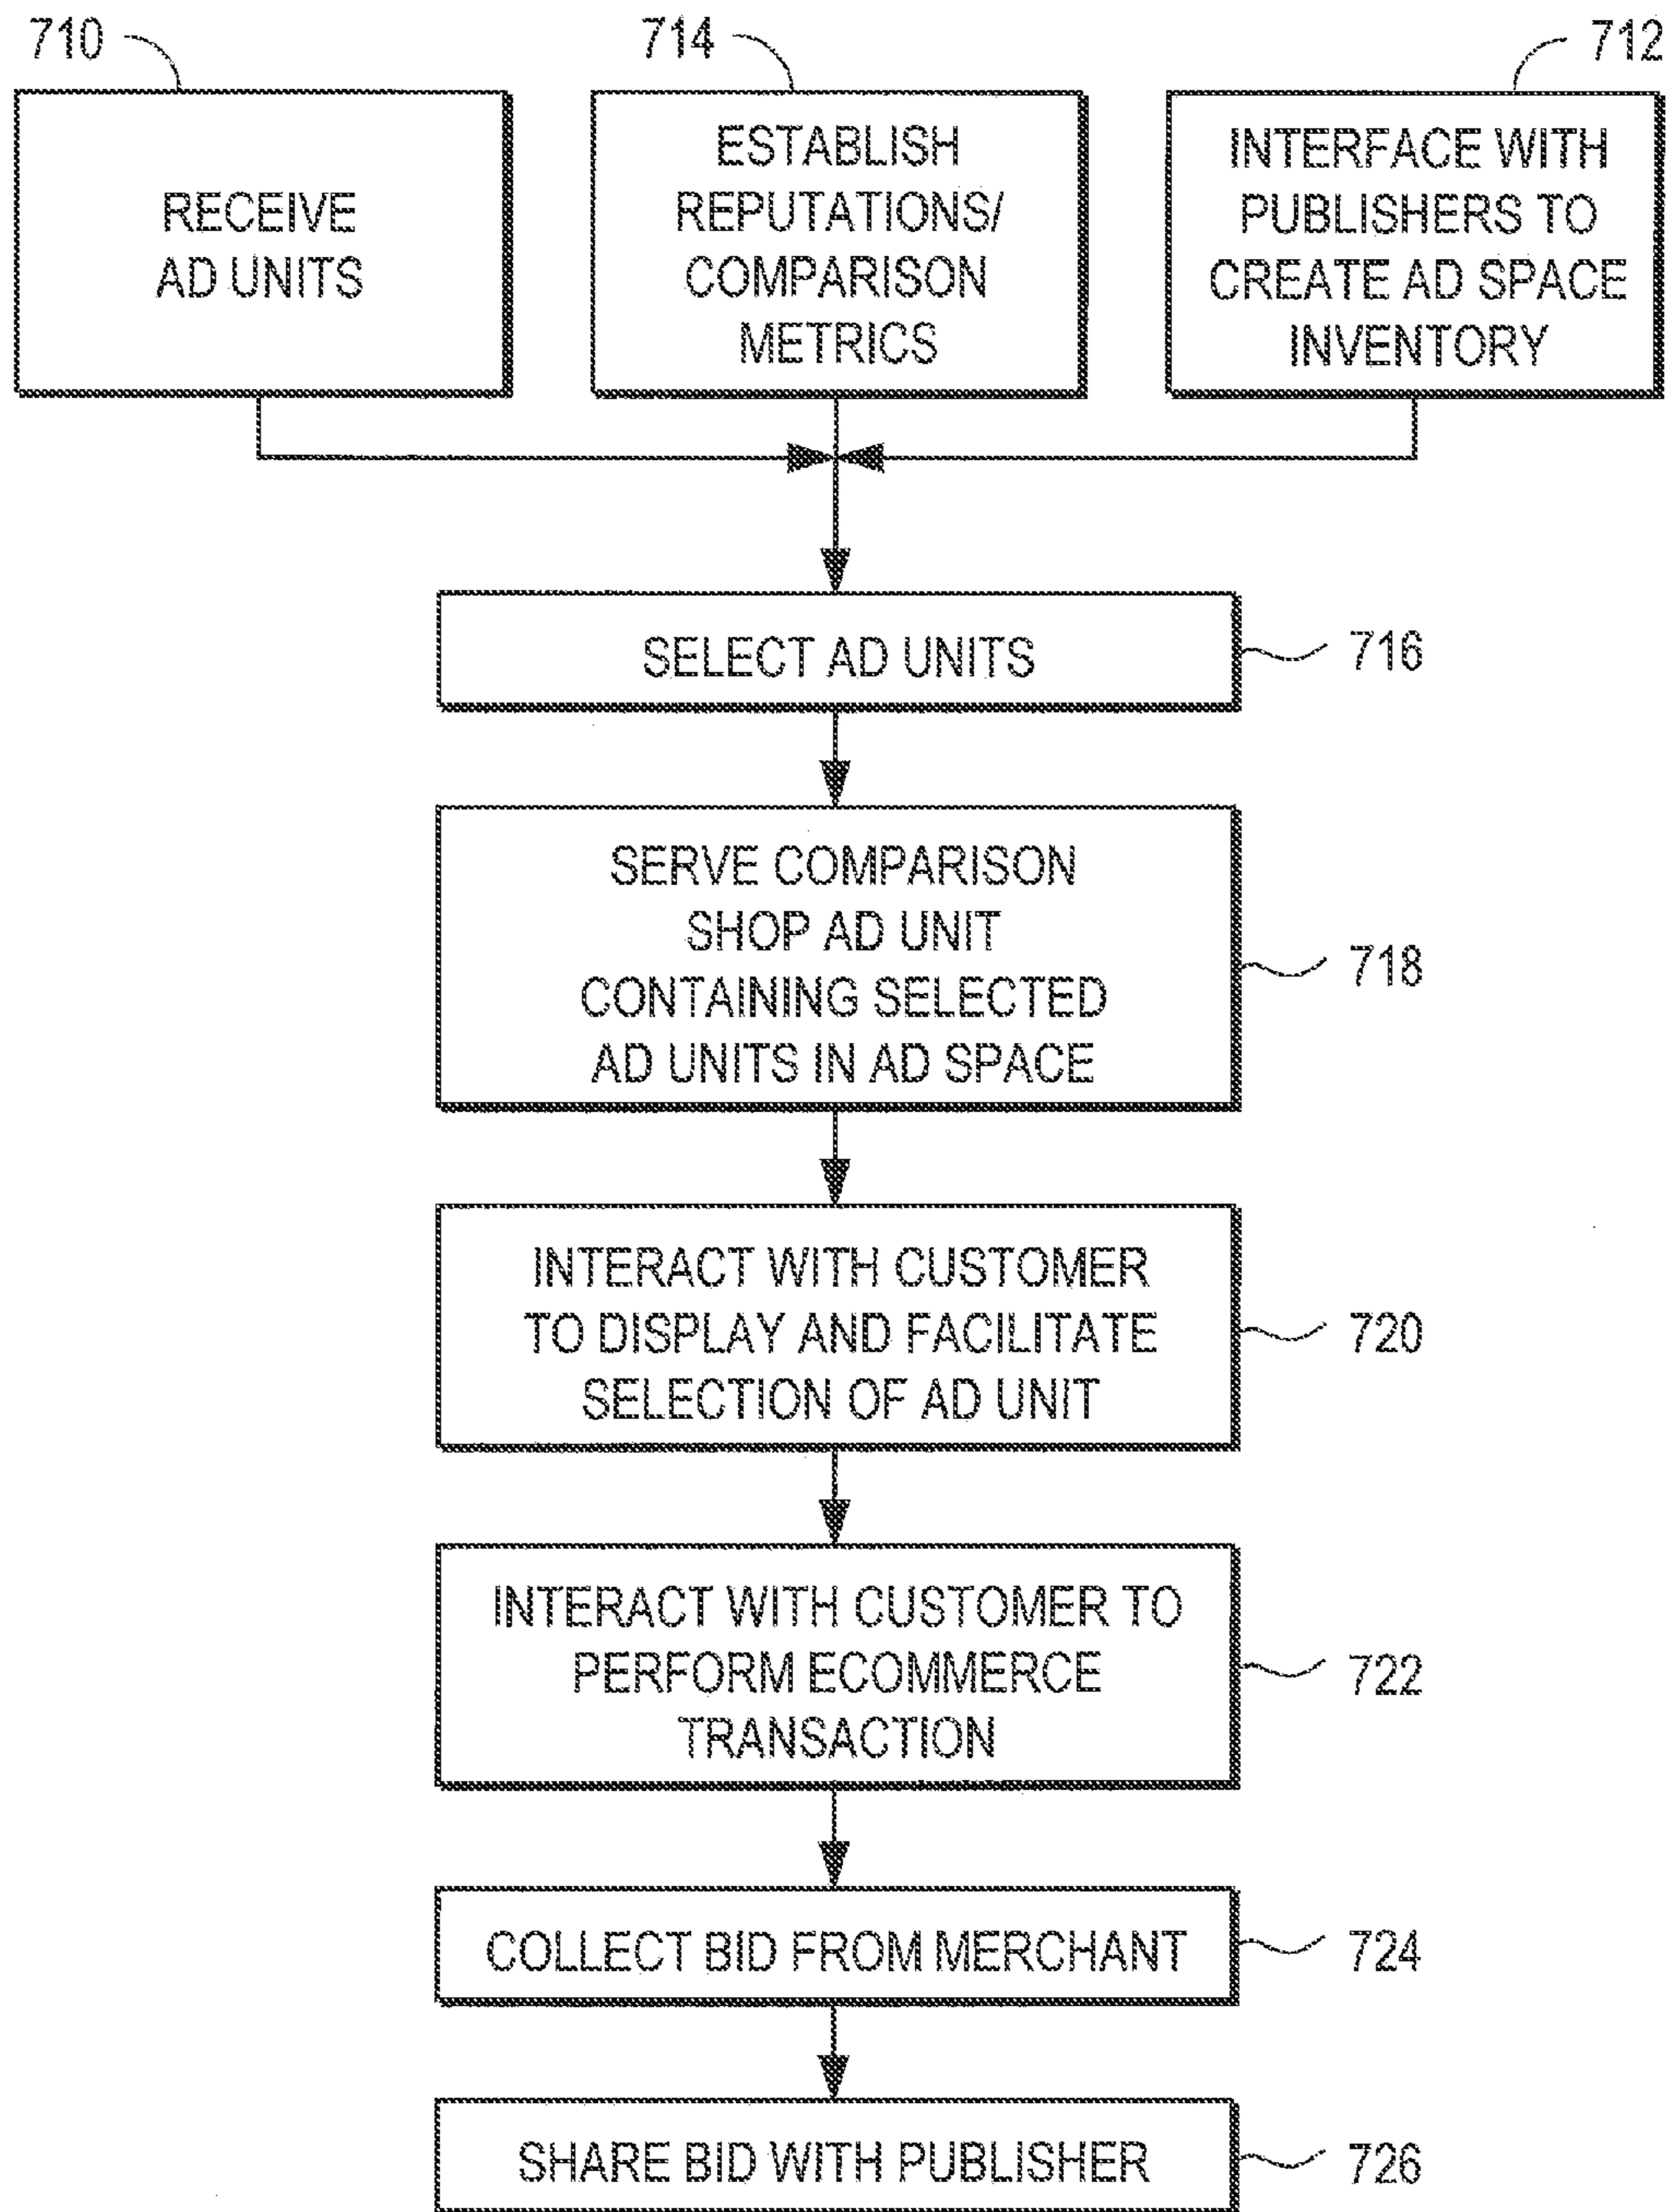 710
714
712
RECEIVE
AD UNITS
ESTABLISH
REPUTATIONS/
COMPARISON
METRICS
INTERFACE WITH
PUBLISHERS TO
CREATE AD SPACE
INVENTORY
SELECT AD UNITS
716
SERVE COMPARISON
SHOP AD UNIT
CONTAINING SELECTED
AD UNITS IN AD SPACE
718
INTERACT WITH CUSTOMER
TO DISPLAY AND FACILITATE
SELECTION OF AD UNIT
720
INTERACT WITH CUSTOMER TO
PERFORM ECOMMERCE
TRANSACTION
722
COLLECT BID FROM MERCHANT
724
SHARE BID WITH PUBLISHER
726